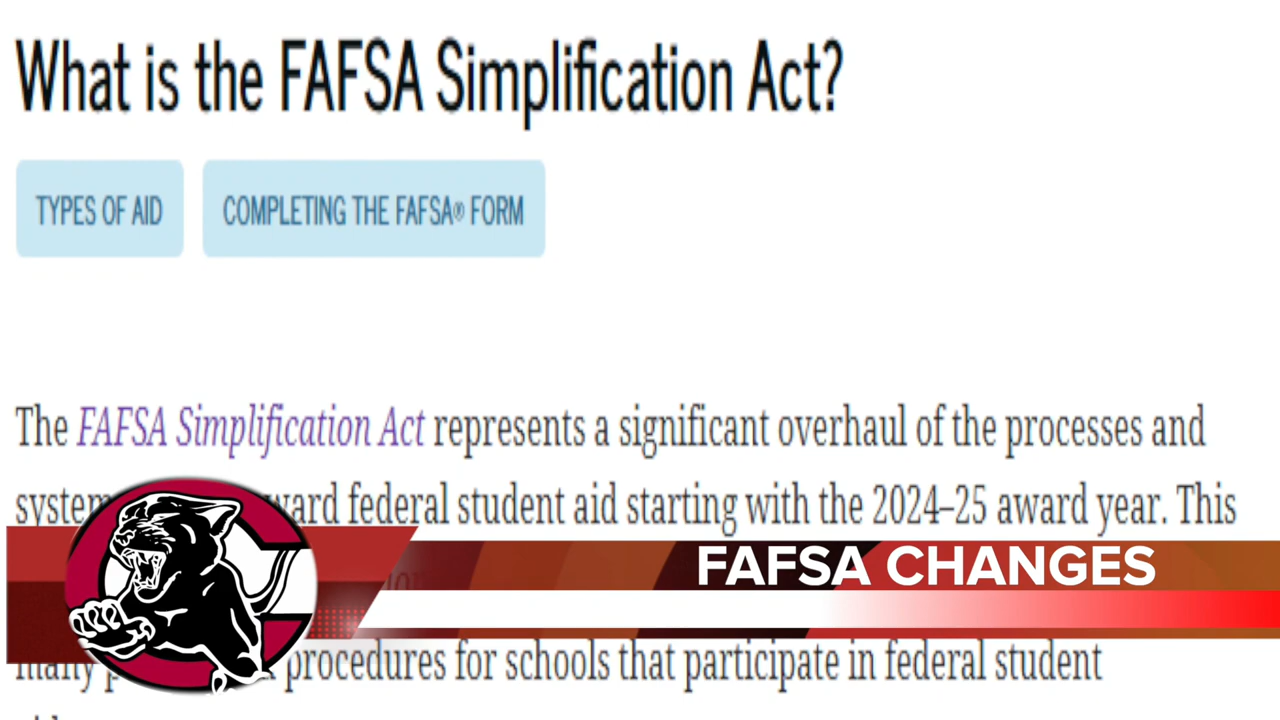 What is the FAFSA Simplification Act?
TYPES OF AID
COMPLETING THE FAFSA® FORM
The FAFSA Simplification Act represents a significant overhaul of the processes and
ward federal student aid starting with the 2024–25 award year. This
FAFSA CHANGES
many procedures for schools that participate in federal student